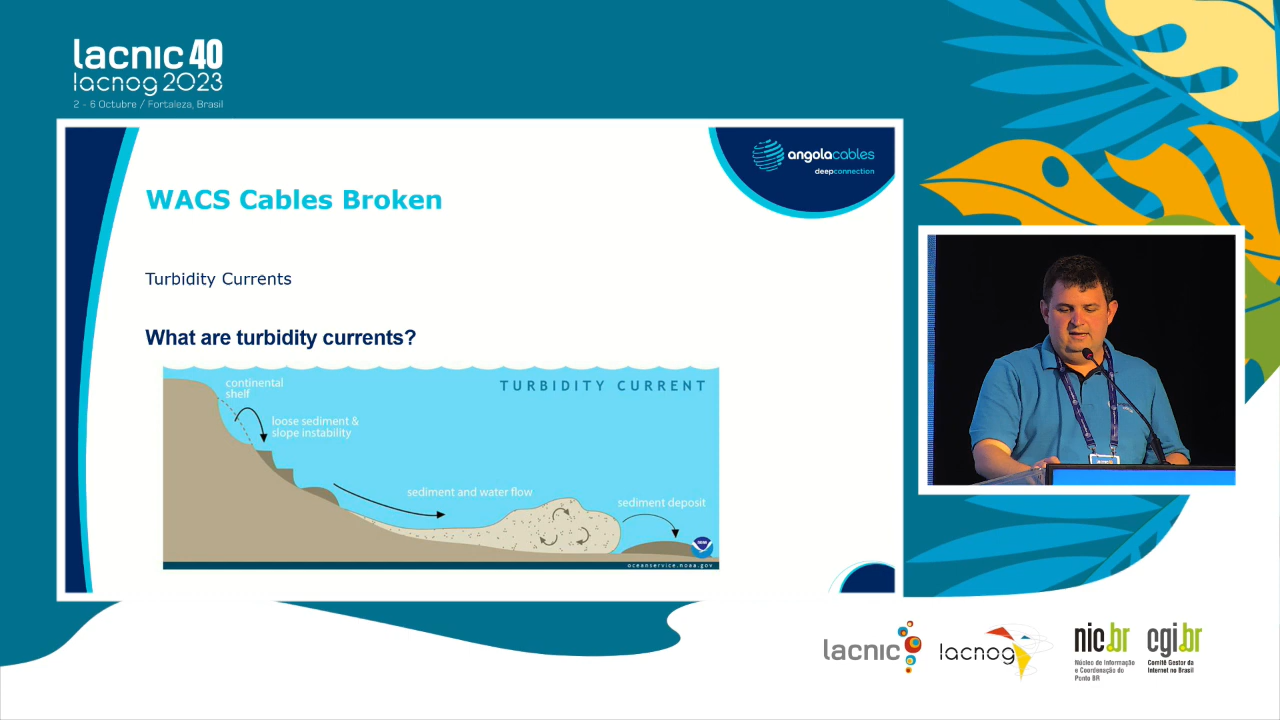 lacnic 40
lacnog 2023
2 - 6 Octubre / Fortaleza, Brasil
angolacables
deepconnection
WACS Cables Broken
Turbidity Currents
What are turbidity currents?
TURBIDITY CURRENT
continental
shelf
loose sediment &
slope instability
sediment and water flow
sediment deposit
oceanservice.noaa.gov
lacnic
lacnog
nic.br
Núcleo de Informação
e Coordenação do
Ponto BR
cgi.br
Comitê Gestor da
Internet no Brasil